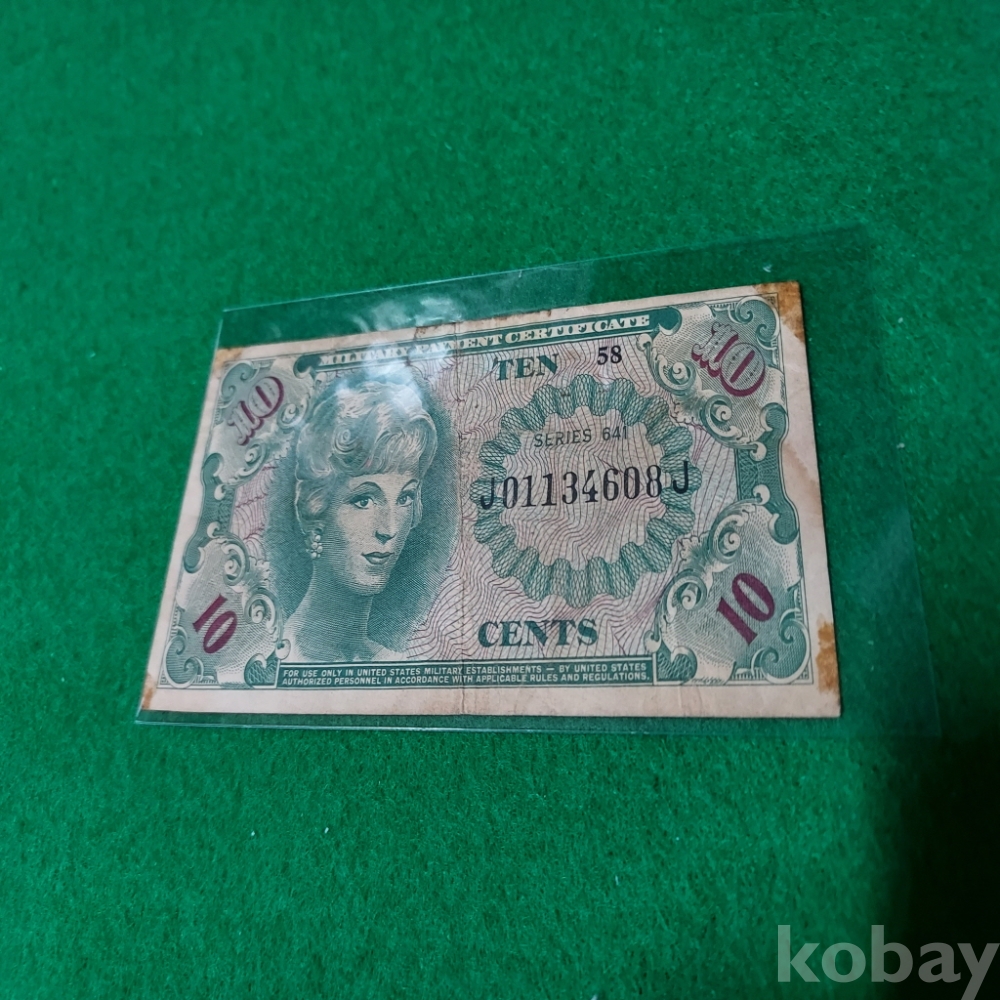 MILITARY PAYMENT CERTIFICATE
10
TEN 58
10
SERIES 641
J01134608J
10
CENTS
10
FOR USE ONLY IN UNITED STATES MILITARY ESTABLISHMENTS — BY UNITED STATES
AUTHORIZED PERSONNEL IN ACCORDANCE WITH APPLICABLE RULES AND REGULATIONS.
kobay